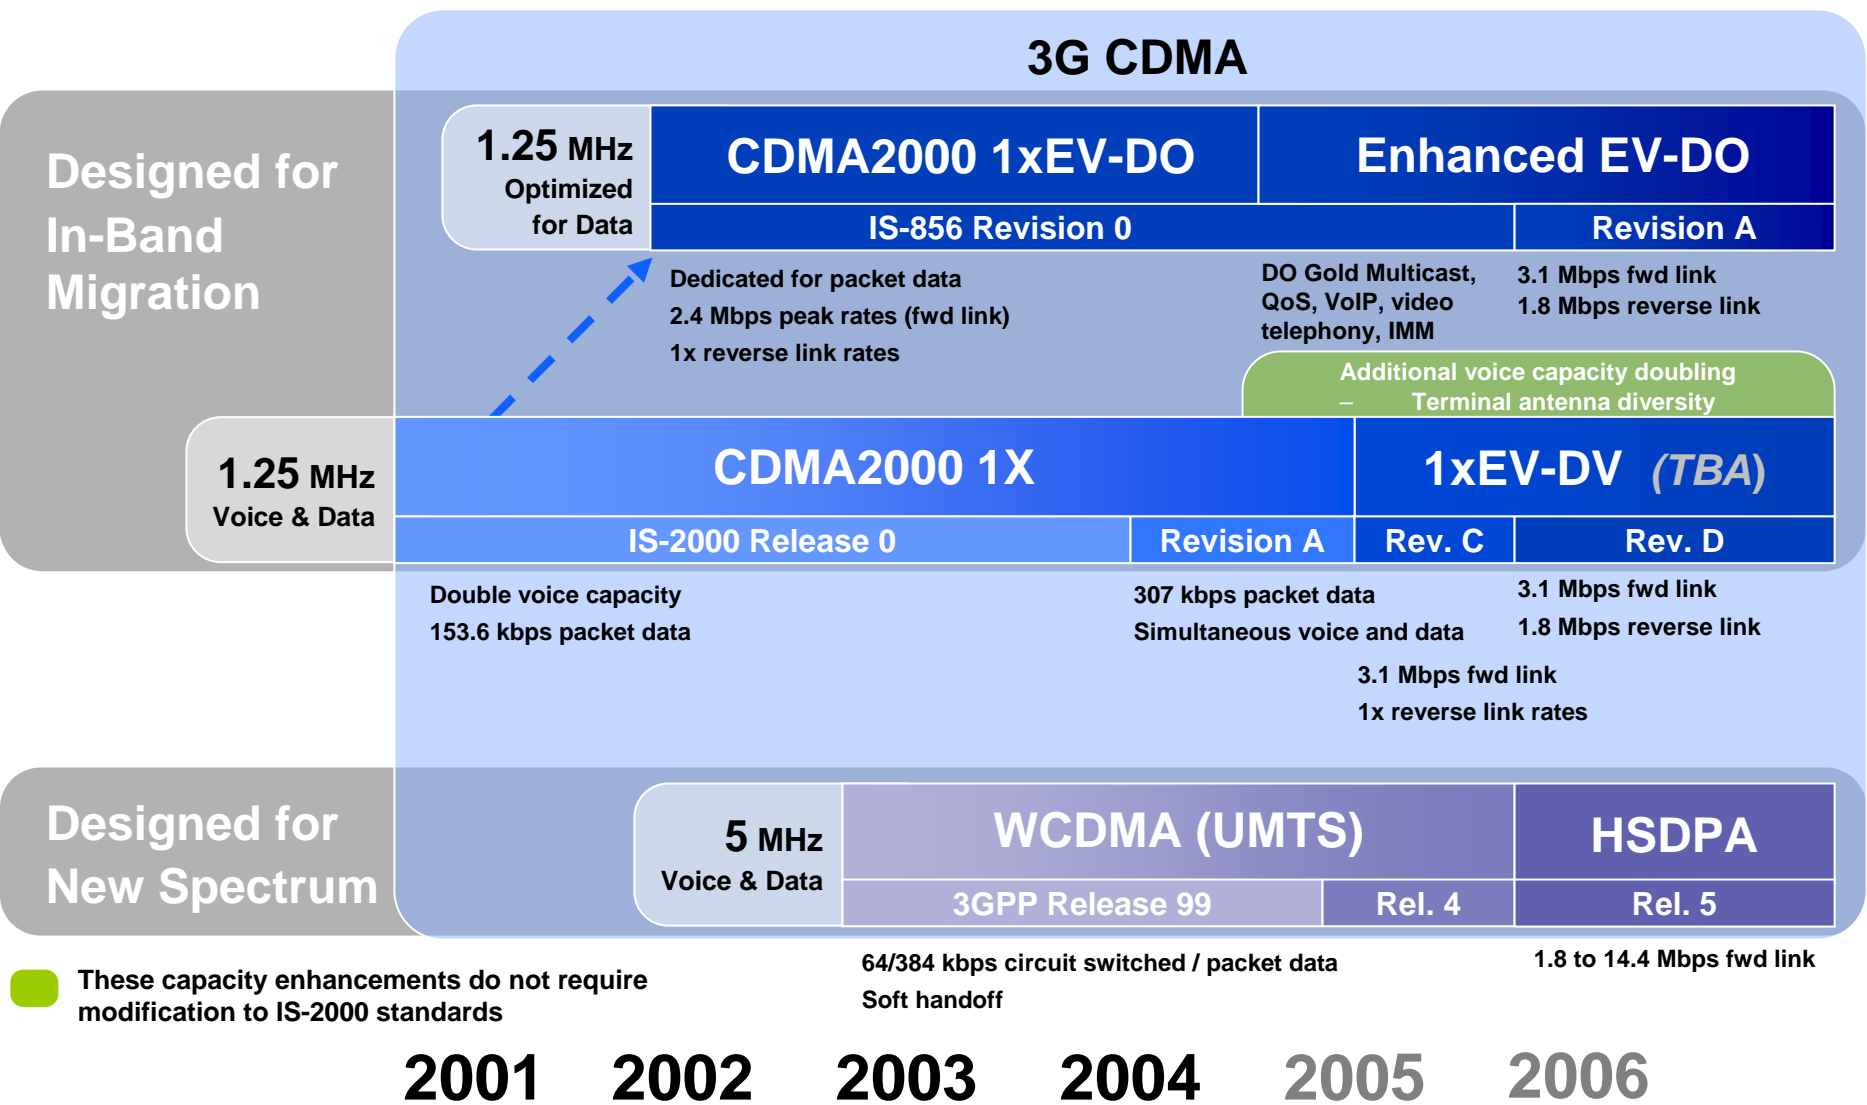 3G CDMA
Designed for
In-Band
Migration
1.25 MHz
Optimized
for Data
CDMA2000 1xEV-DO
Enhanced EV-DO
IS-856 Revision 0
Revision A
Dedicated for packet data
2.4 Mbps peak rates (fwd link)
1x reverse link rates
DO Gold Multicast,
QoS, VoIP, video
telephony, IMM
3.1 Mbps fwd link
1.8 Mbps reverse link
Additional voice capacity doubling
– Terminal antenna diversity
1.25 MHz
Voice & Data
CDMA2000 1X
1xEV-DV (TBA)
IS-2000 Release 0
Revision A
Rev. C
Rev. D
Double voice capacity
153.6 kbps packet data
307 kbps packet data
Simultaneous voice and data
3.1 Mbps fwd link
1.8 Mbps reverse link
3.1 Mbps fwd link
1x reverse link rates
Designed for
New Spectrum
5 MHz
Voice & Data
WCDMA (UMTS)
HSDPA
3GPP Release 99
Rel. 4
Rel. 5
64/384 kbps circuit switched / packet data
Soft handoff
1.8 to 14.4 Mbps fwd link
These capacity enhancements do not require
modification to IS-2000 standards
2001 2002 2003 2004 2005 2006